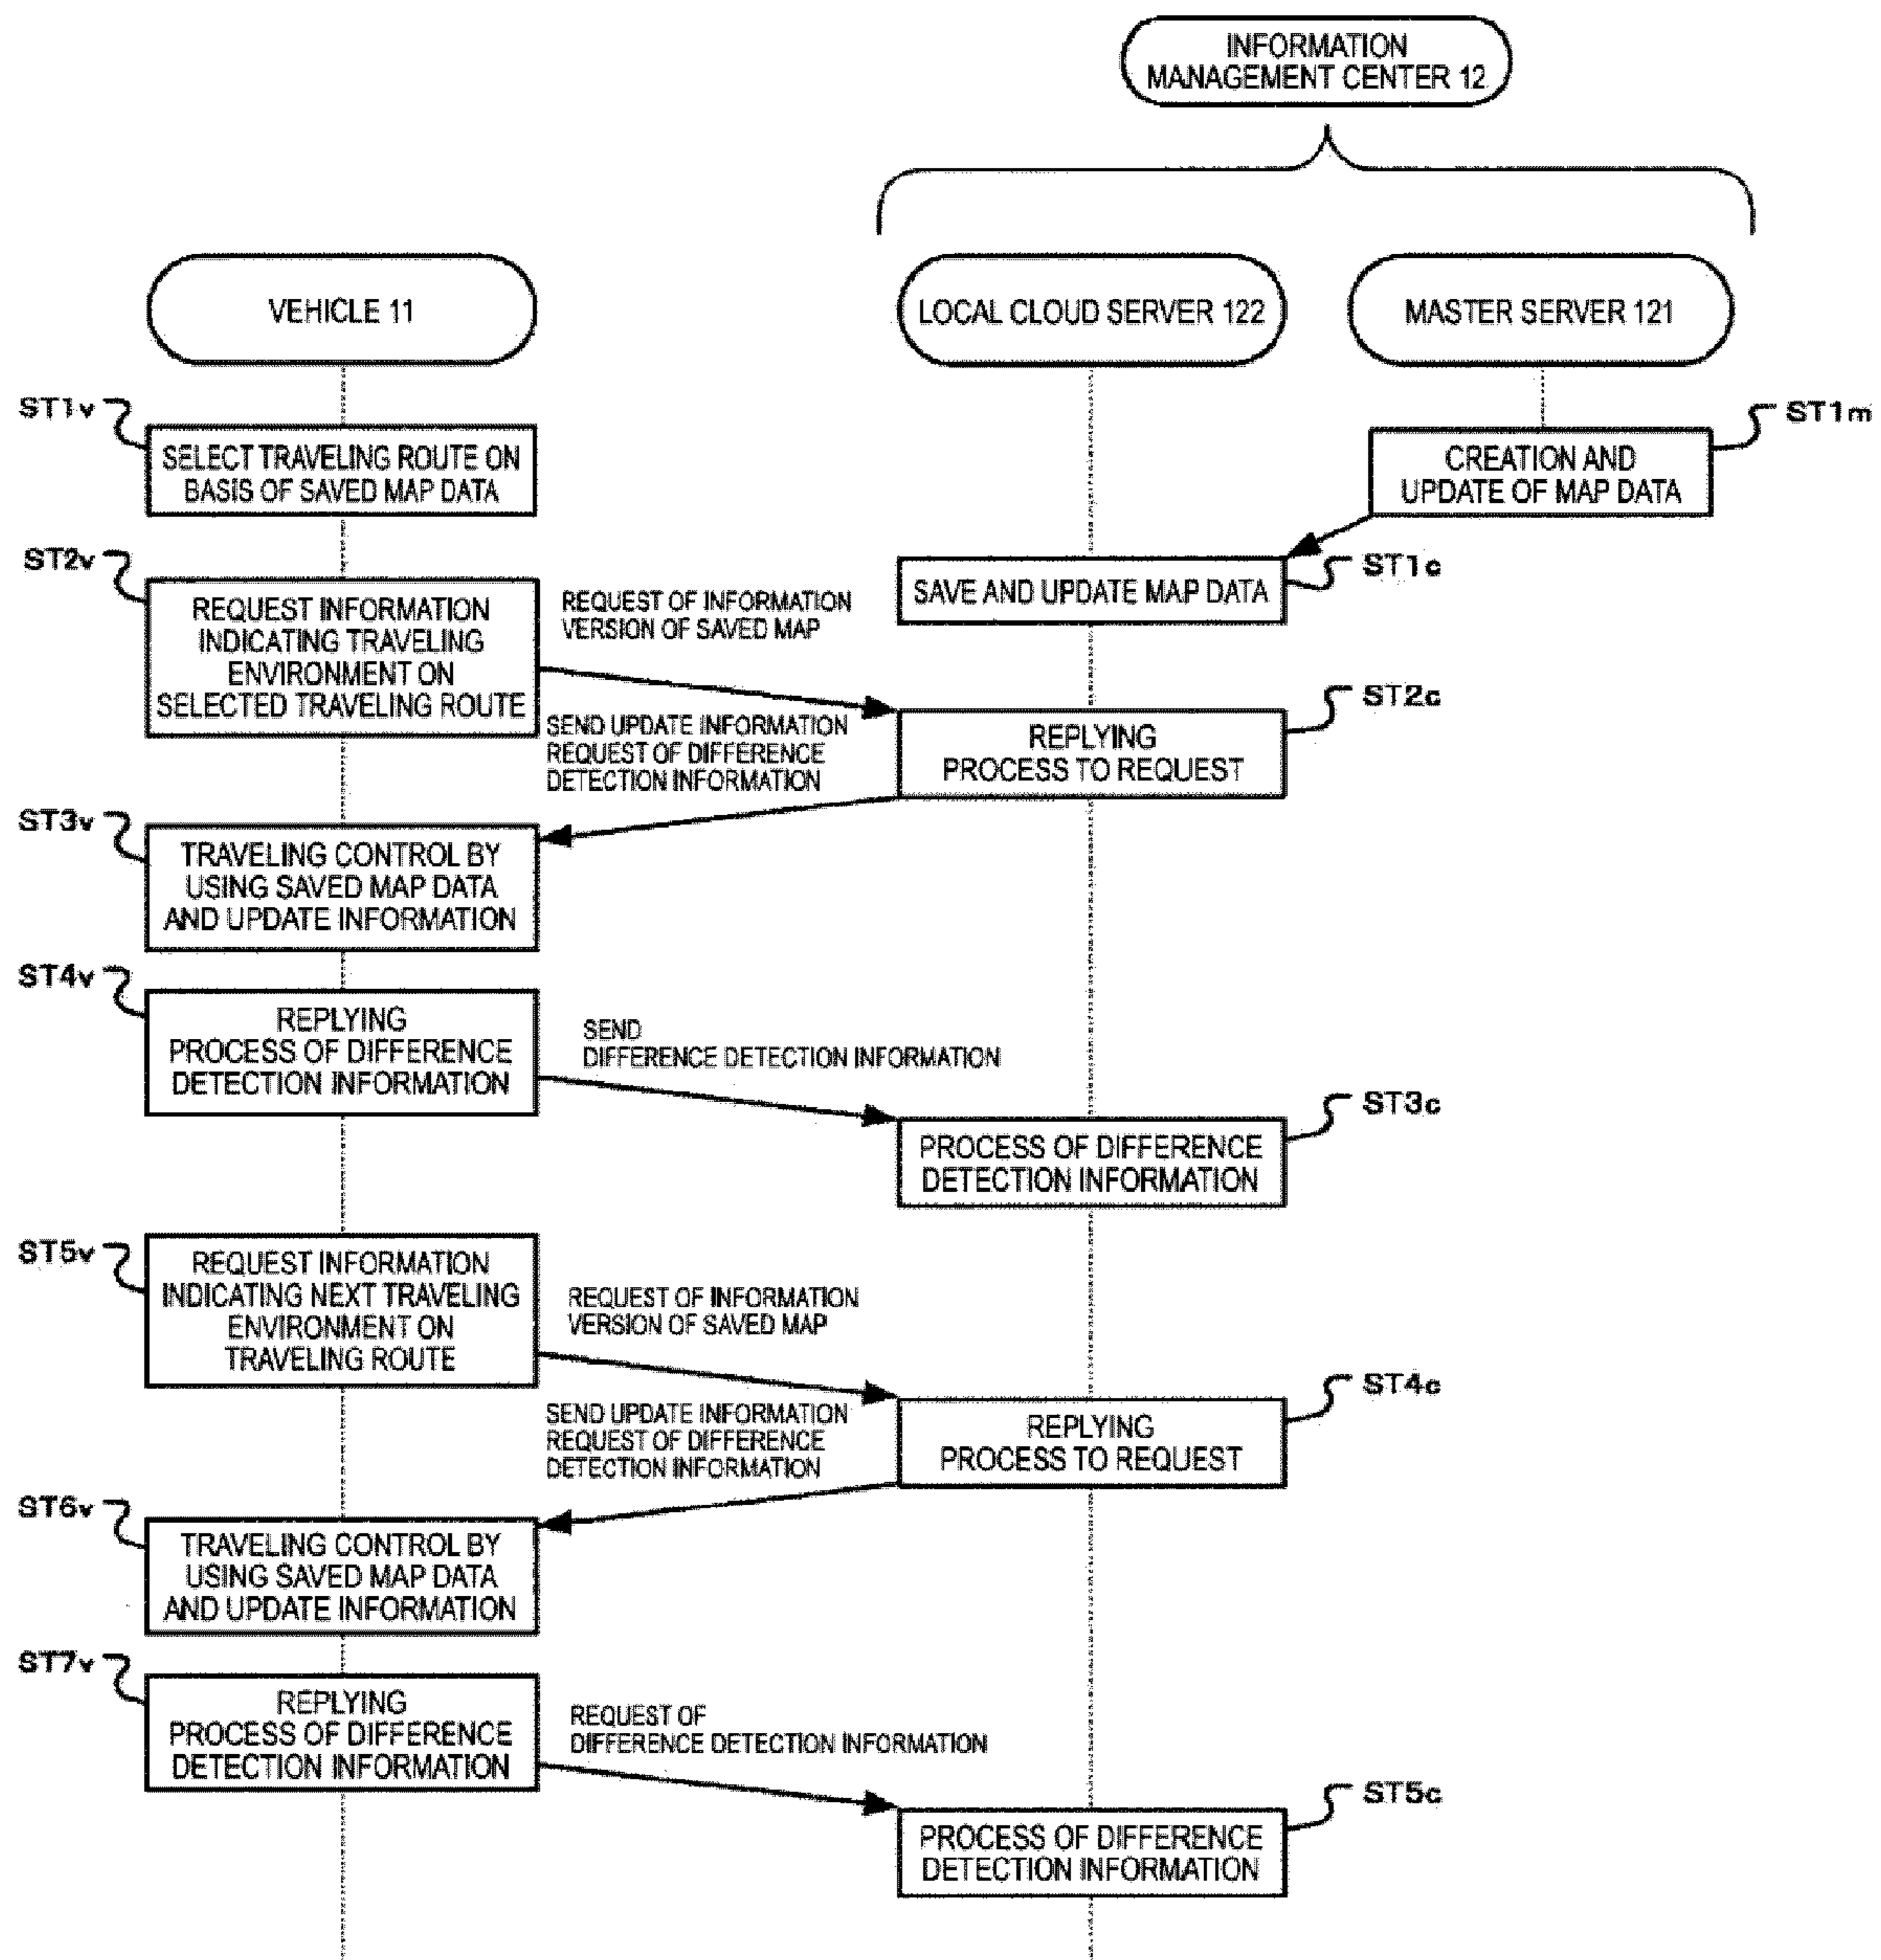 INFORMATION
MANAGEMENT CENTER 12
VEHICLE 11
LOCAL CLOUD SERVER 122
MASTER SERVER 121
ST1v
SELECT TRAVELING ROUTE ON
BASIS OF SAVED MAP DATA
ST1m
CREATION AND
UPDATE OF MAP DATA
ST2v
REQUEST INFORMATION
INDICATING TRAVELING
ENVIRONMENT ON
SELECTED TRAVELING ROUTE
REQUEST OF INFORMATION
VERSION OF SAVED MAP
SAVE AND UPDATE MAP DATA
ST1c
SEND UPDATE INFORMATION
REQUEST OF DIFFERENCE
DETECTION INFORMATION
REPLYING
PROCESS TO REQUEST
ST2c
ST3v
TRAVELING CONTROL BY
USING SAVED MAP DATA
AND UPDATE INFORMATION
ST4v
REPLYING
PROCESS OF DIFFERENCE
DETECTION INFORMATION
SEND
DIFFERENCE DETECTION INFORMATION
PROCESS OF DIFFERENCE
DETECTION INFORMATION
ST3c
ST5v
REQUEST INFORMATION
INDICATING NEXT TRAVELING
ENVIRONMENT ON
TRAVELING ROUTE
REQUEST OF INFORMATION
VERSION OF SAVED MAP
SEND UPDATE INFORMATION
REQUEST OF DIFFERENCE
DETECTION INFORMATION
REPLYING
PROCESS TO REQUEST
ST4c
ST6v
TRAVELING CONTROL BY
USING SAVED MAP DATA
AND UPDATE INFORMATION
ST7v
REPLYING
PROCESS OF DIFFERENCE
DETECTION INFORMATION
REQUEST OF
DIFFERENCE DETECTION INFORMATION
PROCESS OF DIFFERENCE
DETECTION INFORMATION
ST5c